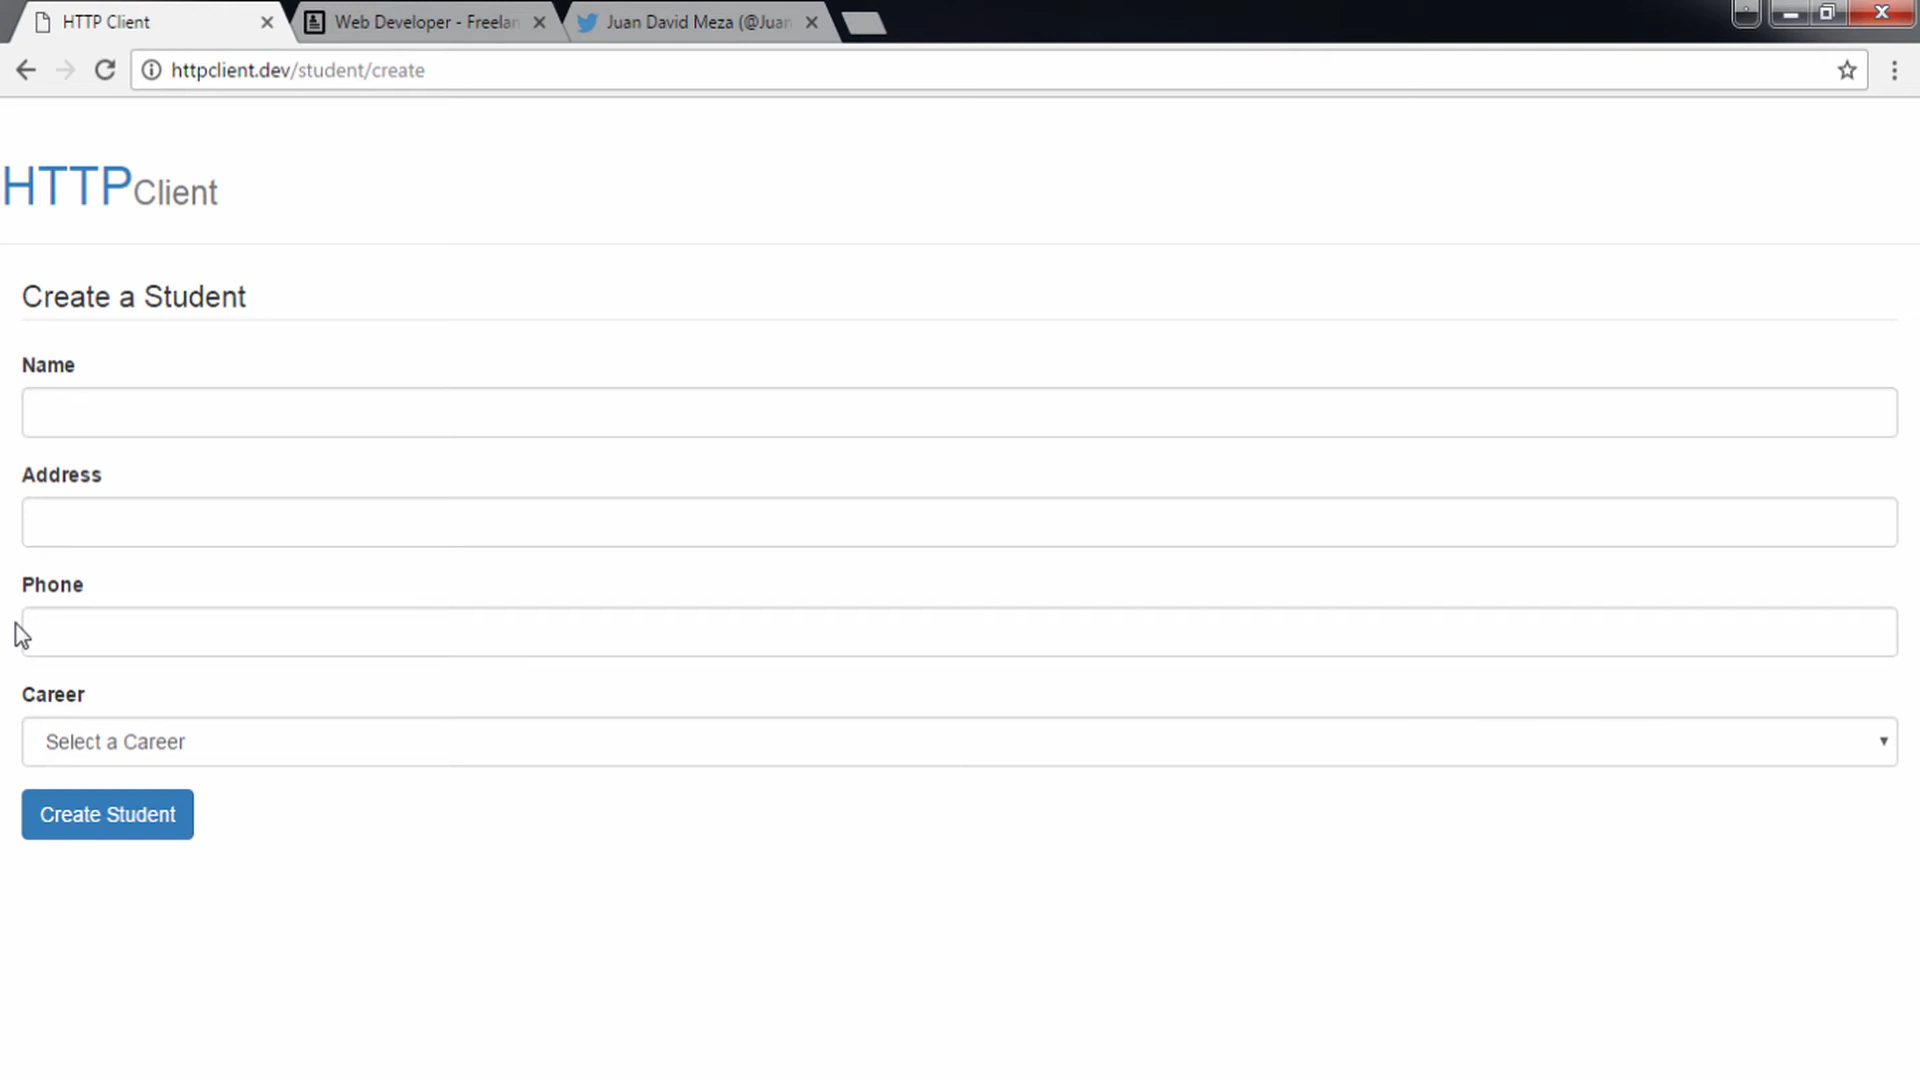 HTTP Client
Web Developer - Freelan
Juan David Meza (@Juan
httpclient.dev/student/create
HTTPClient
Create a Student
Name
Address
Phone
Career
Select a Career
Create Student